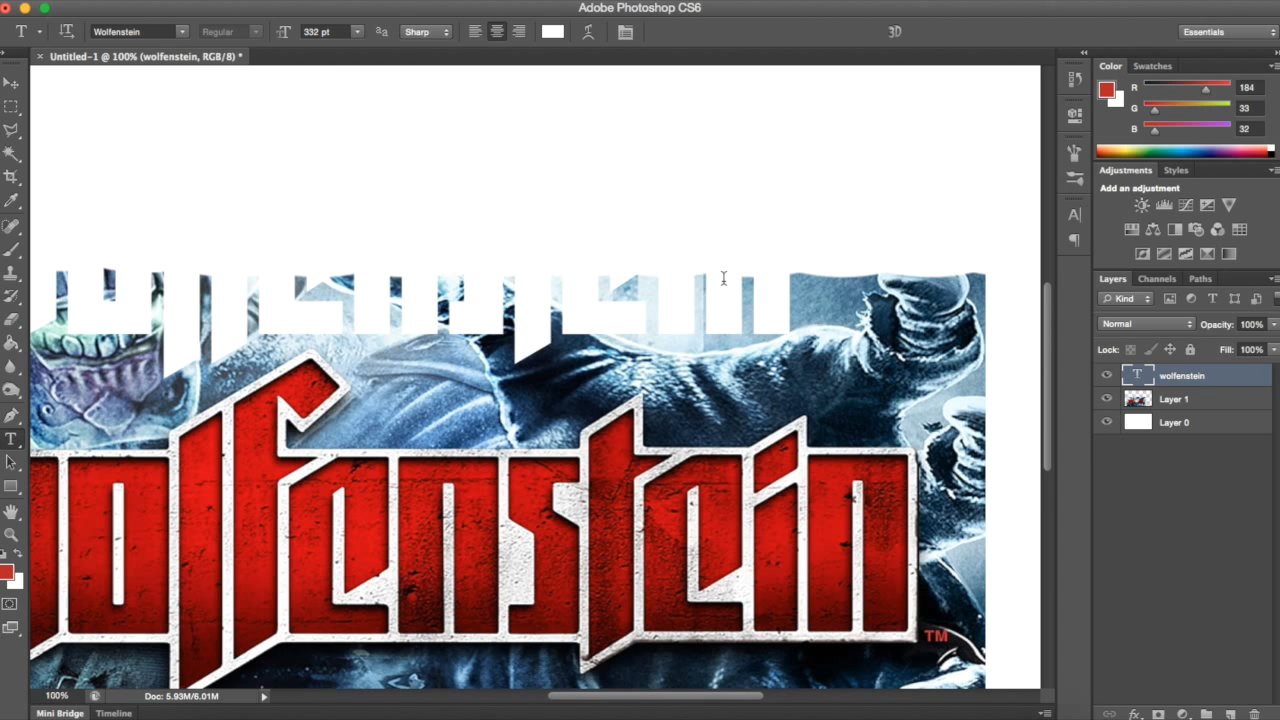 Adobe Photoshop CS6
T Wolfenstein Regular T 332 pt aa Sharp 3D Essentials
× Untitled-1 @ 100% (wolfenstein, RGB/8) *
Color Swatches
R 184
G 33
B 32
Adjustments Styles
Add an adjustment
Layers Channels Paths
Kind
Normal Opacity: 100%
Lock: Fill: 100%
T wolfenstein
Layer 1
Layer 0
wolfenstein
olfenstein
TM
100% Doc: 5.93M/6.01M
Mini Bridge Timeline